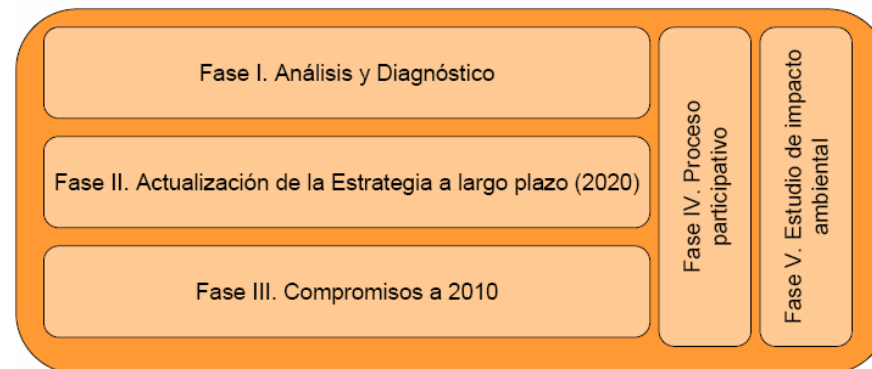 Fase I. Análisis y Diagnóstico
Fase II. Actualización de la Estrategia a largo plazo (2020)
Fase III. Compromisos a 2010
Fase IV. Proceso
participativo
Fase V. Estudio de impacto
ambiental